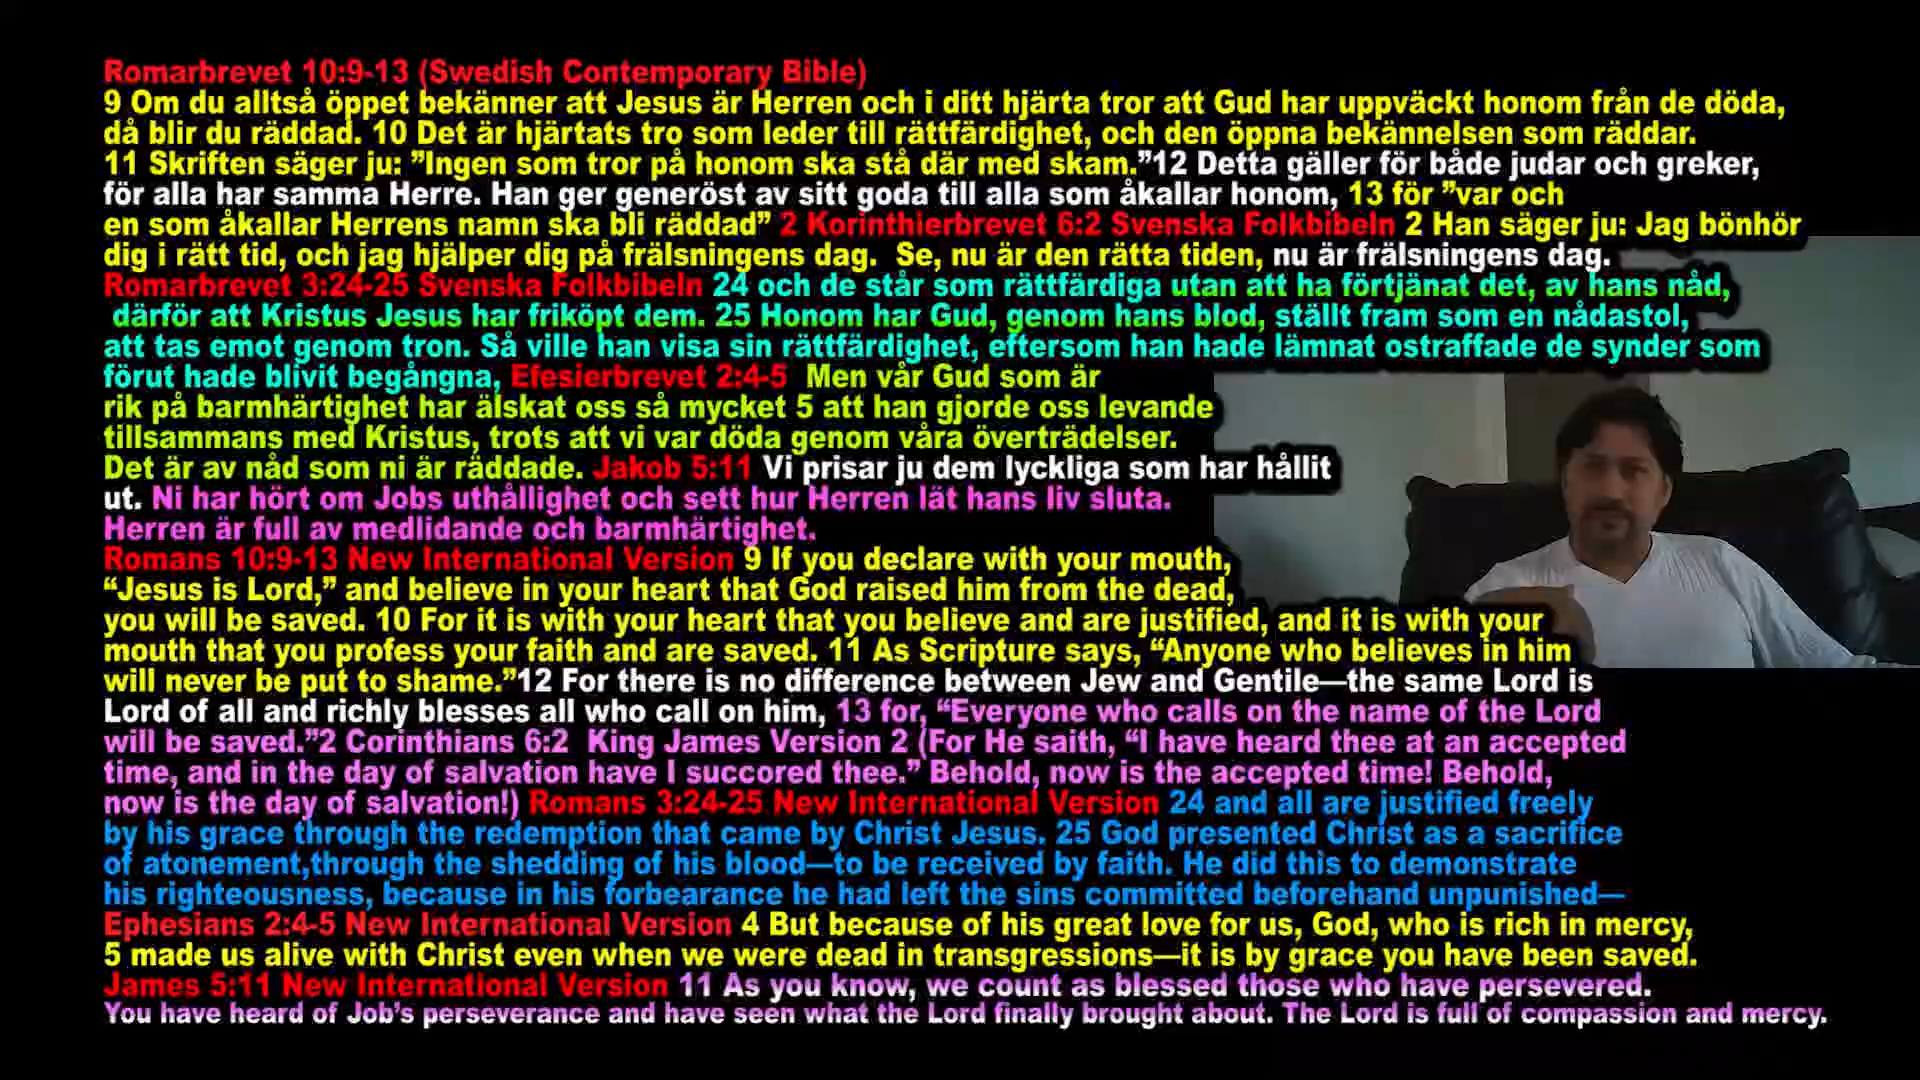 Romarbrevet 10:9-13 (Swedish Contemporary Bible)
9 Om du alltså öppet bekänner att Jesus är Herren och i ditt hjärta tror att Gud har uppväckt honom från de döda,
då blir du räddad. 10 Det är hjärtats tro som leder till rättfärdighet, och den öppna bekännelsen som räddar.
11 Skriften säger ju: ”Ingen som tror på honom ska stå där med skam.”12 Detta gäller för både judar och greker,
för alla har samma Herre. Han ger generöst av sitt goda till alla som åkallar honom, 13 för ”var och
en som åkallar Herrens namn ska bli räddad” 2 Korinthierbrevet 6:2 Svenska Folkbibeln 2 Han säger ju: Jag bönhör
dig i rätt tid, och jag hjälper dig på frälsningens dag. Se, nu är den rätta tiden, nu är frälsningens dag.
Romarbrevet 3:24-25 Svenska Folkbibeln 24 och de står som rättfärdiga utan att ha förtjänat det, av hans nåd,
därför att Kristus Jesus har friköpt dem. 25 Honom har Gud, genom hans blod, ställt fram som en nådastol,
att tas emot genom tron. Så ville han visa sin rättfärdighet, eftersom han hade lämnat ostraffade de synder som
förut hade blivit begångna, Efesierbrevet 2:4-5 Men vår Gud som är
rik på barmhärtighet har älskat oss så mycket 5 att han gjorde oss levande
tillsammans med Kristus, trots att vi var döda genom våra överträdelser.
Det är av nåd som ni är räddade. Jakob 5:11 Vi prisar ju dem lyckliga som har hållit
ut. Ni har hört om Jobs uthållighet och sett hur Herren lät hans liv sluta.
Herren är full av medlidande och barmhärtighet.
Romans 10:9-13 New International Version 9 If you declare with your mouth,
“Jesus is Lord,” and believe in your heart that God raised him from the dead,
you will be saved. 10 For it is with your heart that you believe and are justified, and it is with your
mouth that you profess your faith and are saved. 11 As Scripture says, “Anyone who believes in him
will never be put to shame.”12 For there is no difference between Jew and Gentile—the same Lord is
Lord of all and richly blesses all who call on him, 13 for, “Everyone who calls on the name of the Lord
will be saved.”2 Corinthians 6:2 King James Version 2 (For He saith, “I have heard thee at an accepted
time, and in the day of salvation have I succored thee.” Behold, now is the accepted time! Behold,
now is the day of salvation!) Romans 3:24-25 New International Version 24 and all are justified freely
by his grace through the redemption that came by Christ Jesus. 25 God presented Christ as a sacrifice
of atonement,through the shedding of his blood—to be received by faith. He did this to demonstrate
his righteousness, because in his forbearance he had left the sins committed beforehand unpunished—
Ephesians 2:4-5 New International Version 4 But because of his great love for us, God, who is rich in mercy,
5 made us alive with Christ even when we were dead in transgressions—it is by grace you have been saved.
James 5:11 New International Version 11 As you know, we count as blessed those who have persevered.
You have heard of Job’s perseverance and have seen what the Lord finally brought about. The Lord is full of compassion and mercy.